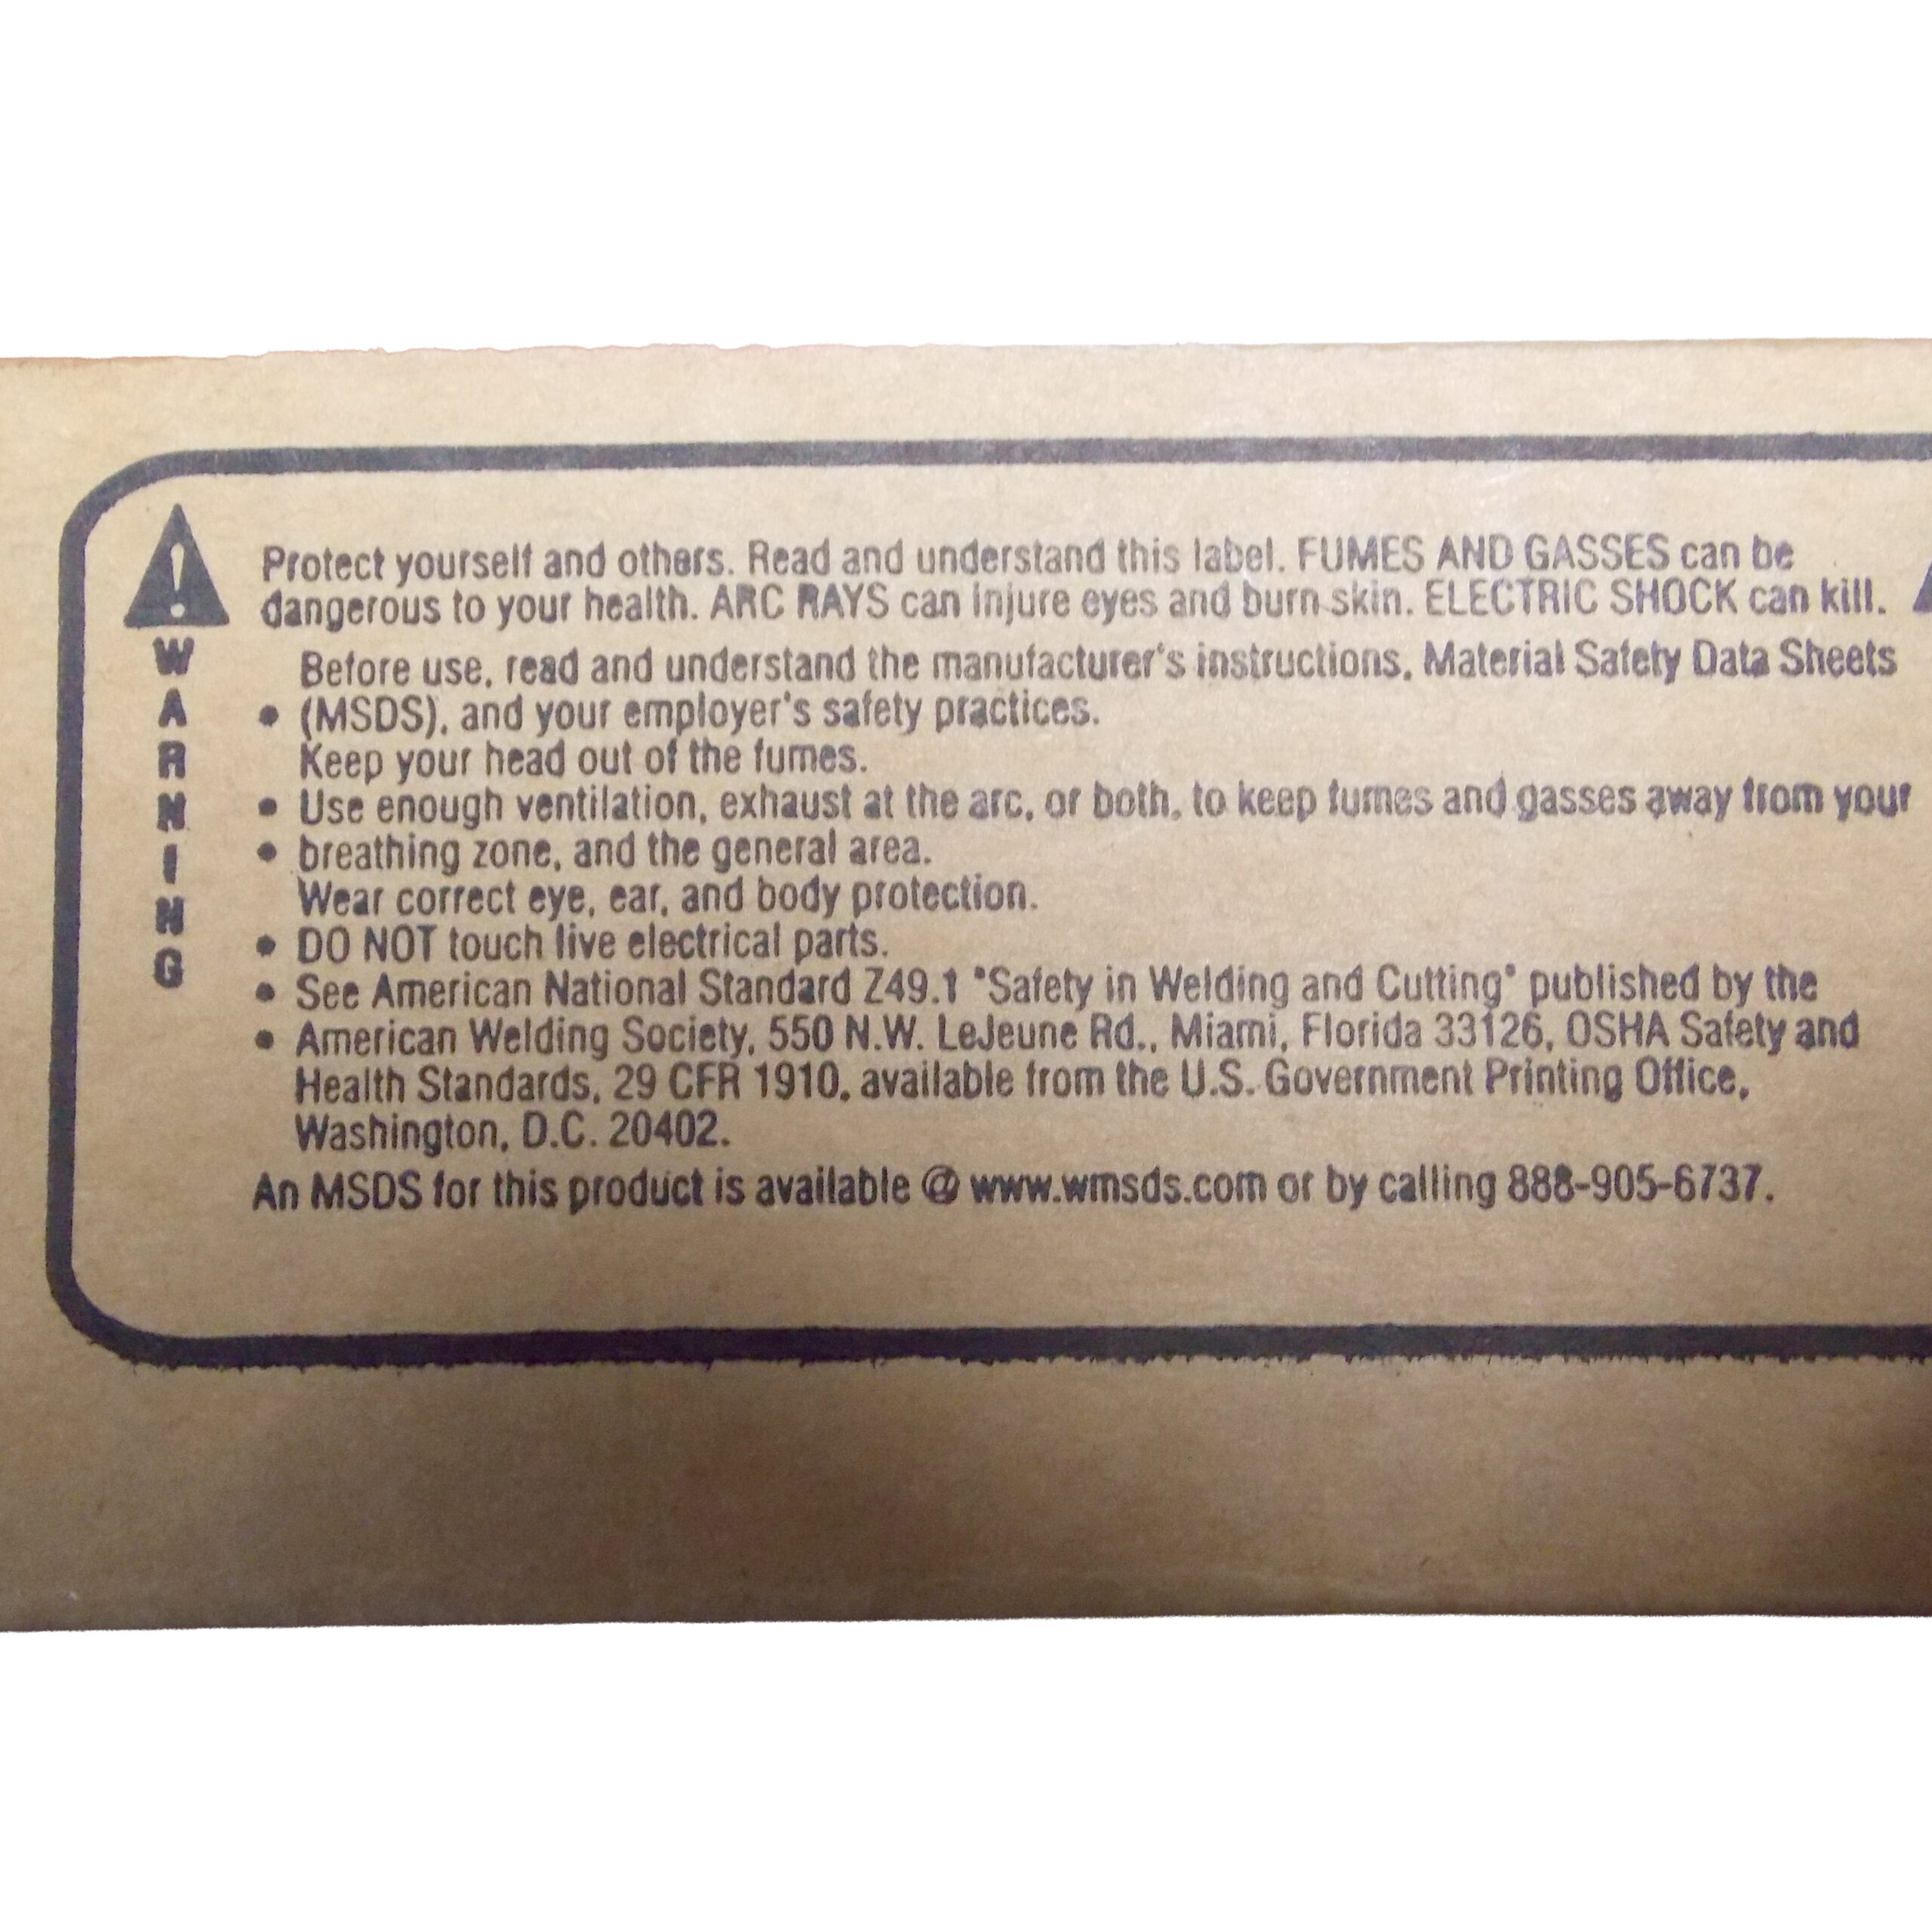 Protect yourself and others. Read and understand this label. FUMES AND GASSES can be
dangerous to your health. ARC RAYS can injure eyes and burn skin. ELECTRIC SHOCK can kill.
WARNING
Before use, read and understand the manufacturer's instructions, Material Safety Data Sheets
• (MSDS), and your employer's safety practices.
Keep your head out of the fumes.
• Use enough ventilation, exhaust at the arc, or both, to keep fumes and gasses away from your
• breathing zone, and the general area.
Wear correct eye, ear, and body protection.
• DO NOT touch live electrical parts.
• See American National Standard Z49.1 "Safety in Welding and Cutting" published by the
• American Welding Society, 550 N.W. LeJeune Rd., Miami, Florida 33126, OSHA Safety and
Health Standards, 29 CFR 1910, available from the U.S. Government Printing Office,
Washington, D.C. 20402.
An MSDS for this product is available @ www.wmsds.com or by calling 888-905-6737.